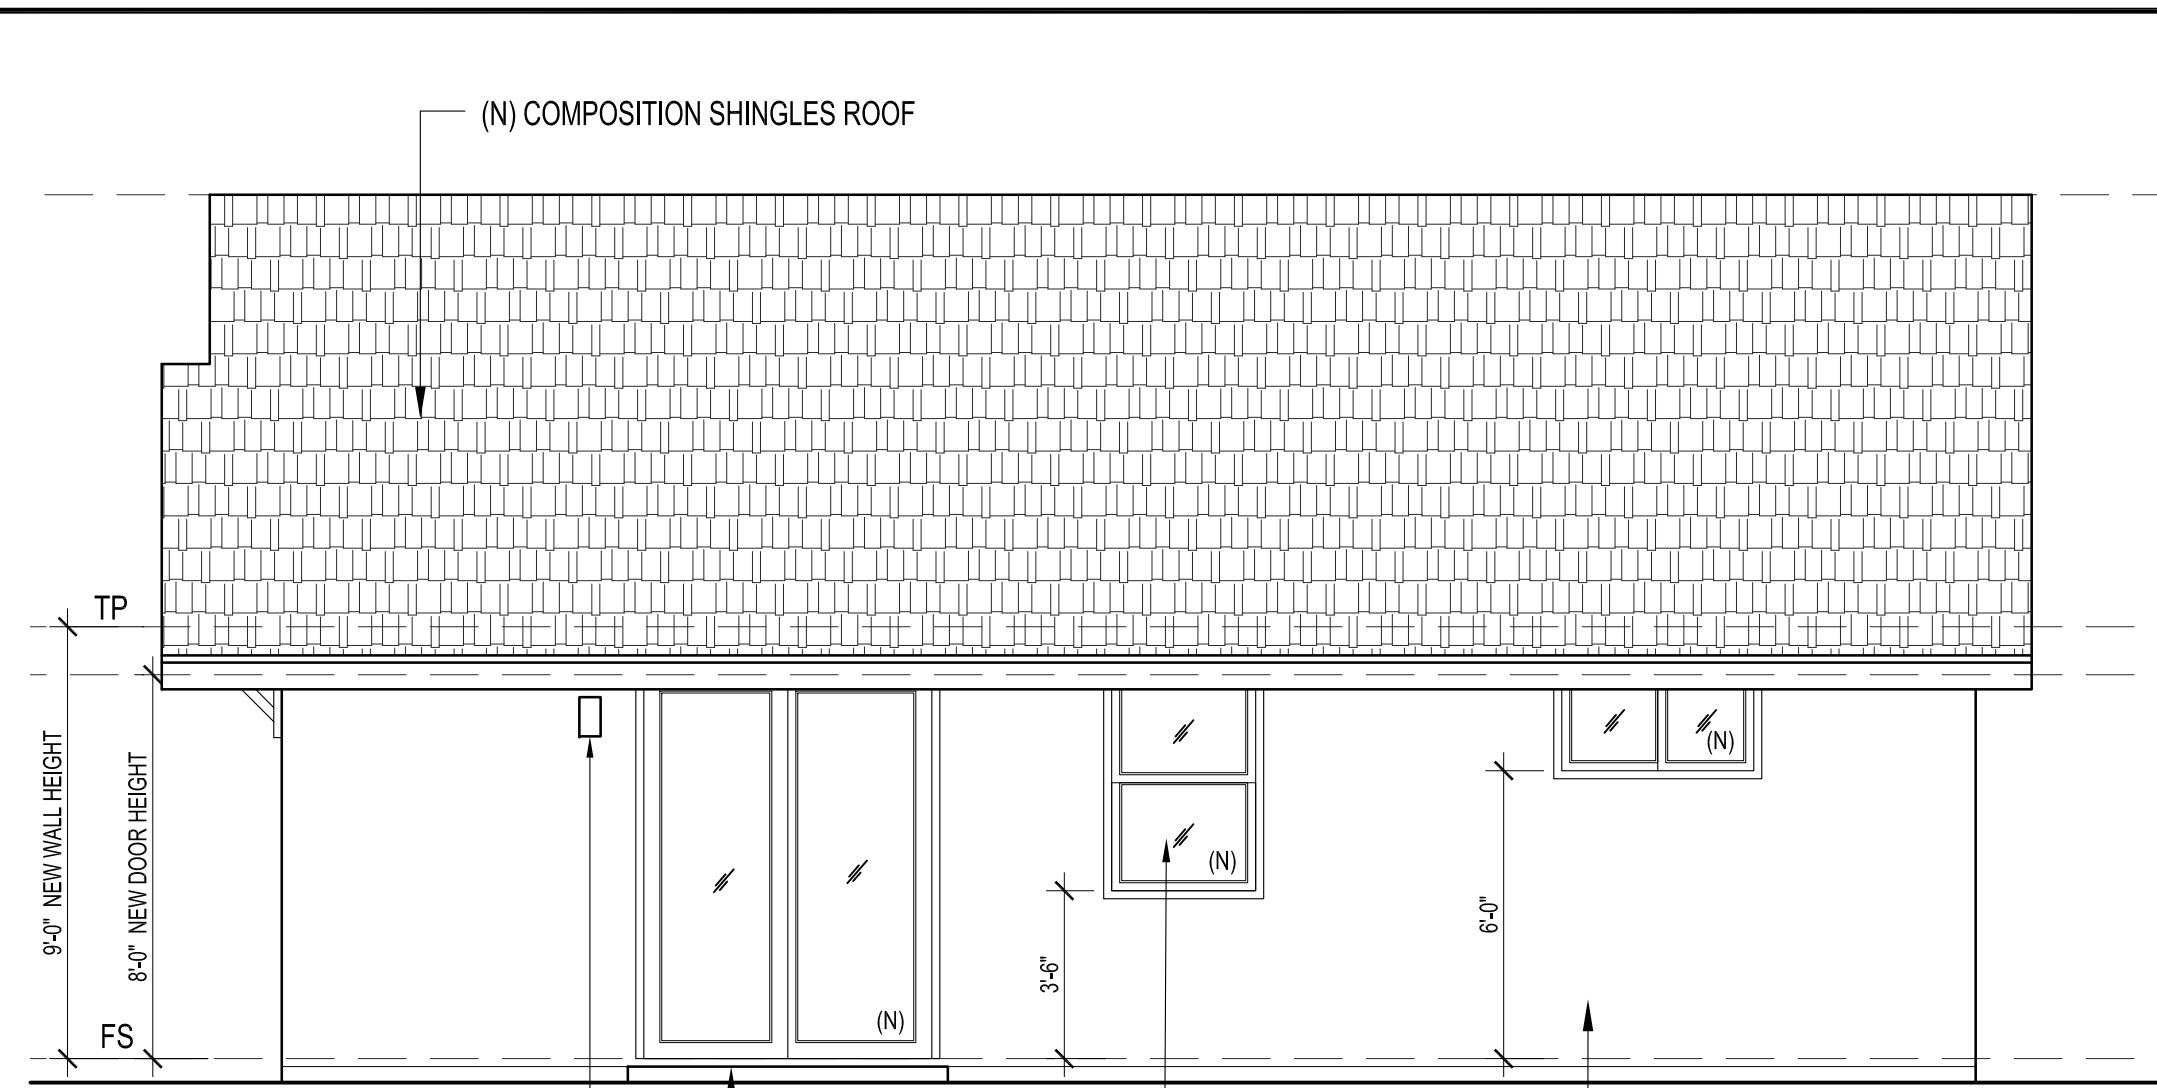 (N) COMPOSITION SHINGLES ROOF
TP
9'-0" NEW WALL HEIGHT
8'-0" NEW DOOR HEIGHT
FS
(N)
3'-6"
(N)
6'-0"
(N)